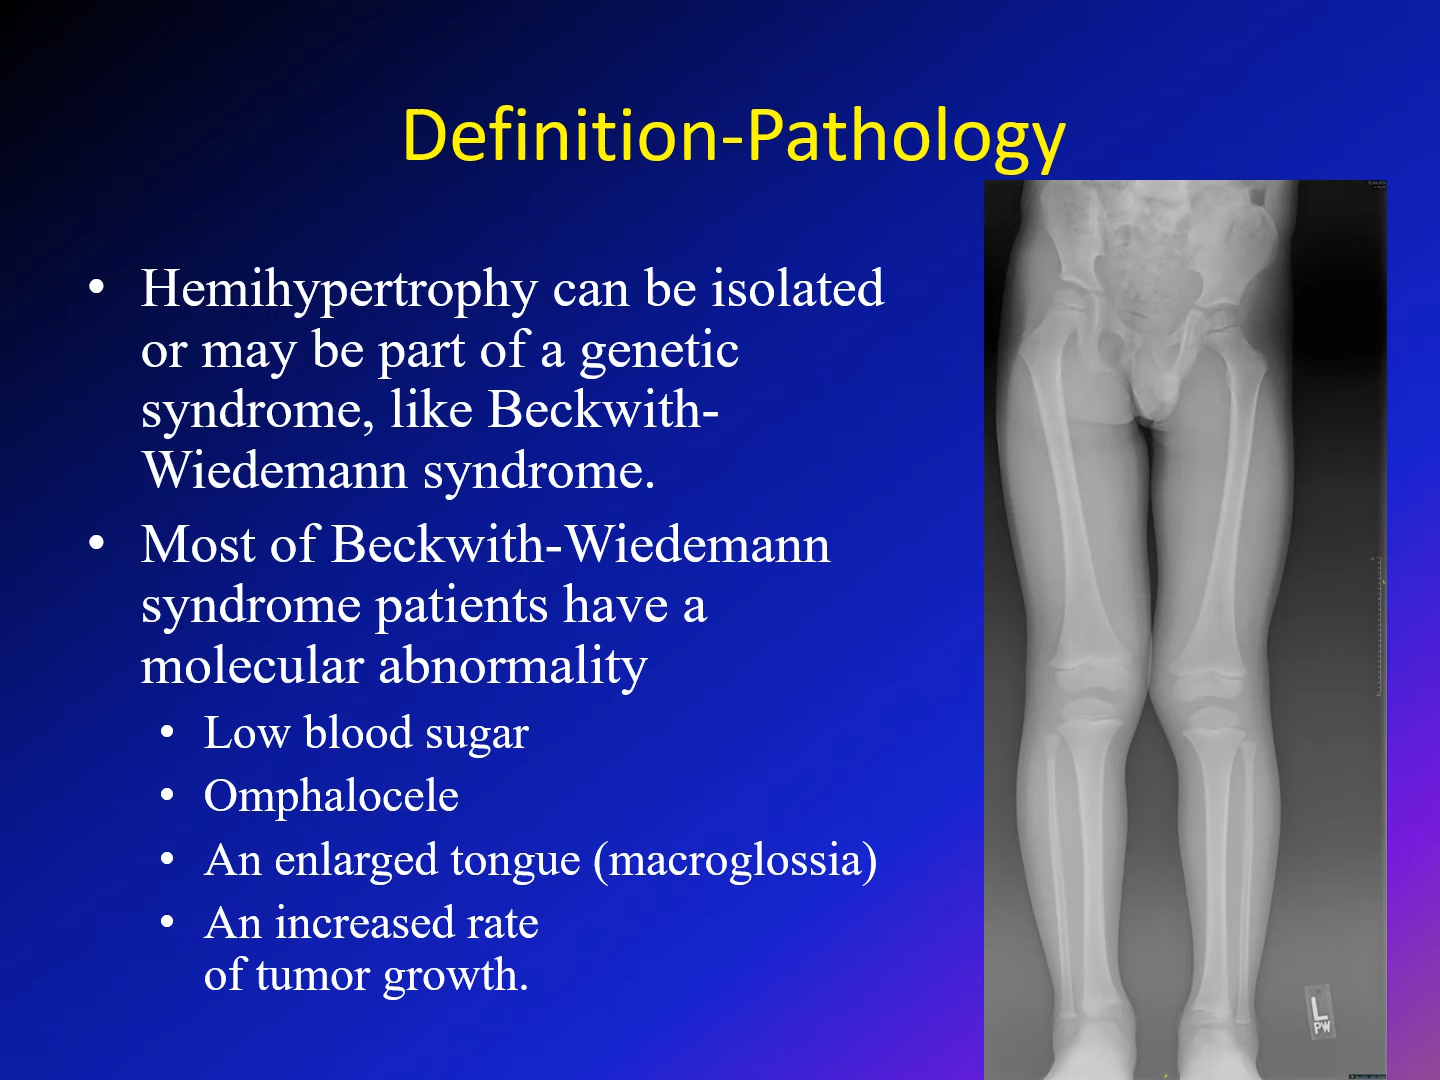 Definition-Pathology
• Hemihypertrophy can be isolated
or may be part of a genetic
syndrome, like Beckwith-
Wiedemann syndrome.
• Most of Beckwith-Wiedemann
syndrome patients have a
molecular abnormality
• Low blood sugar
• Omphalocele
• An enlarged tongue (macroglossia)
• An increased rate
of tumor growth.
L
PW